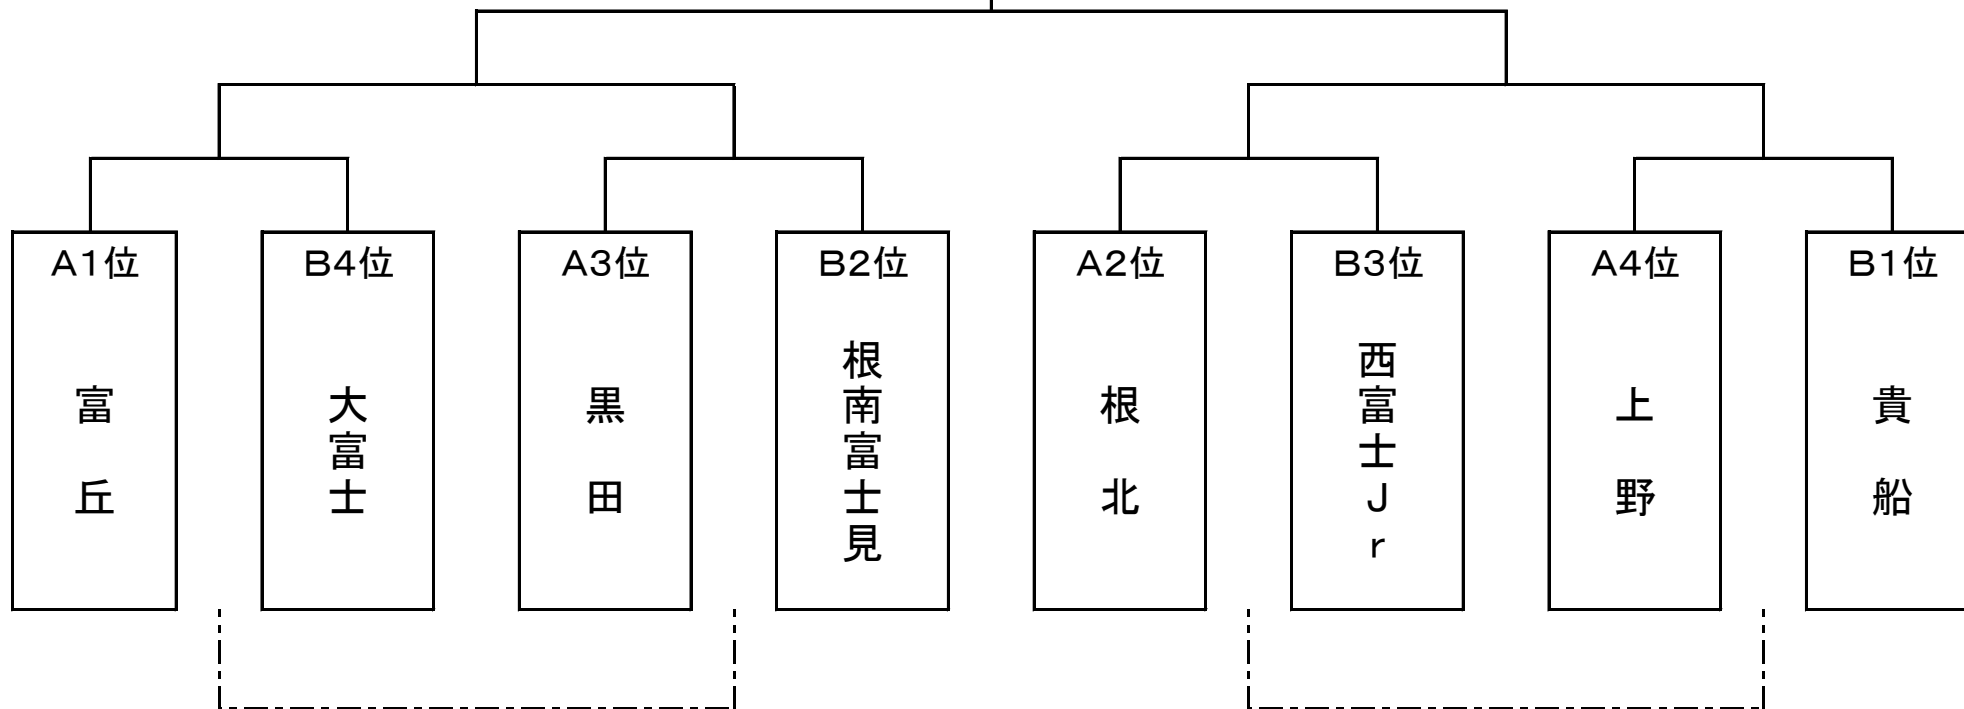 A1位
富丘
B4位
大富士
A3位
黒田
B2位
根南富士見
A2位
根北
B3位
西富士Jr
A4位
上野
B1位
貴船